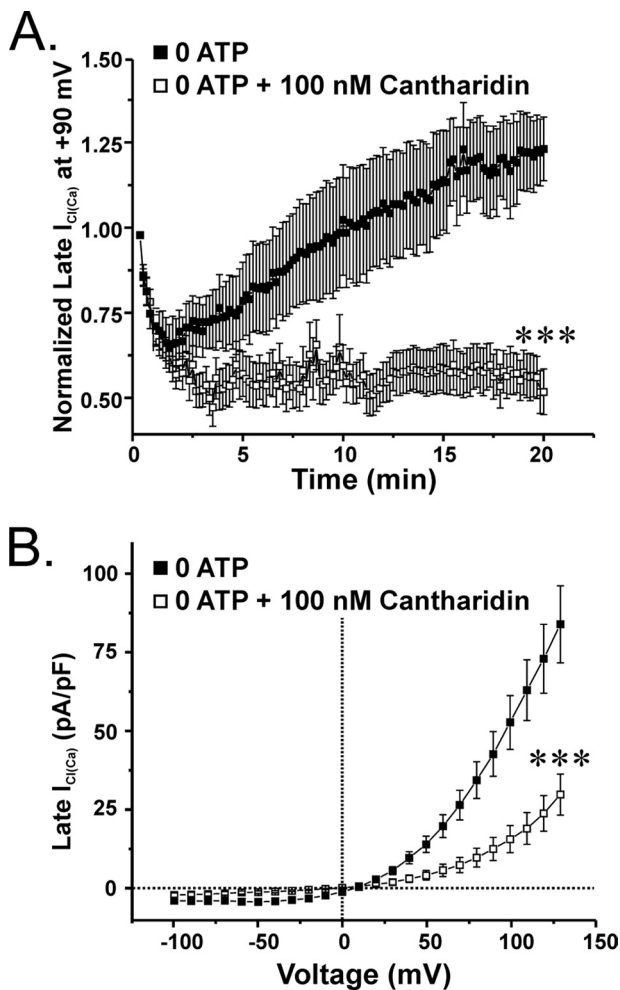 A.
■ 0 ATP
□ 0 ATP + 100 nM Cantharidin
Normalized Late I Cl(Ca) at +90 mV
1.50
1.25
1.00
0.75
0.50
***
0 5 10 15 20
Time (min)
B.
■ 0 ATP
□ 0 ATP + 100 nM Cantharidin
Late I Cl(Ca) (pA/pF)
100
75
50
25
0
***
-100 -50 0 50 100 150
Voltage (mV)